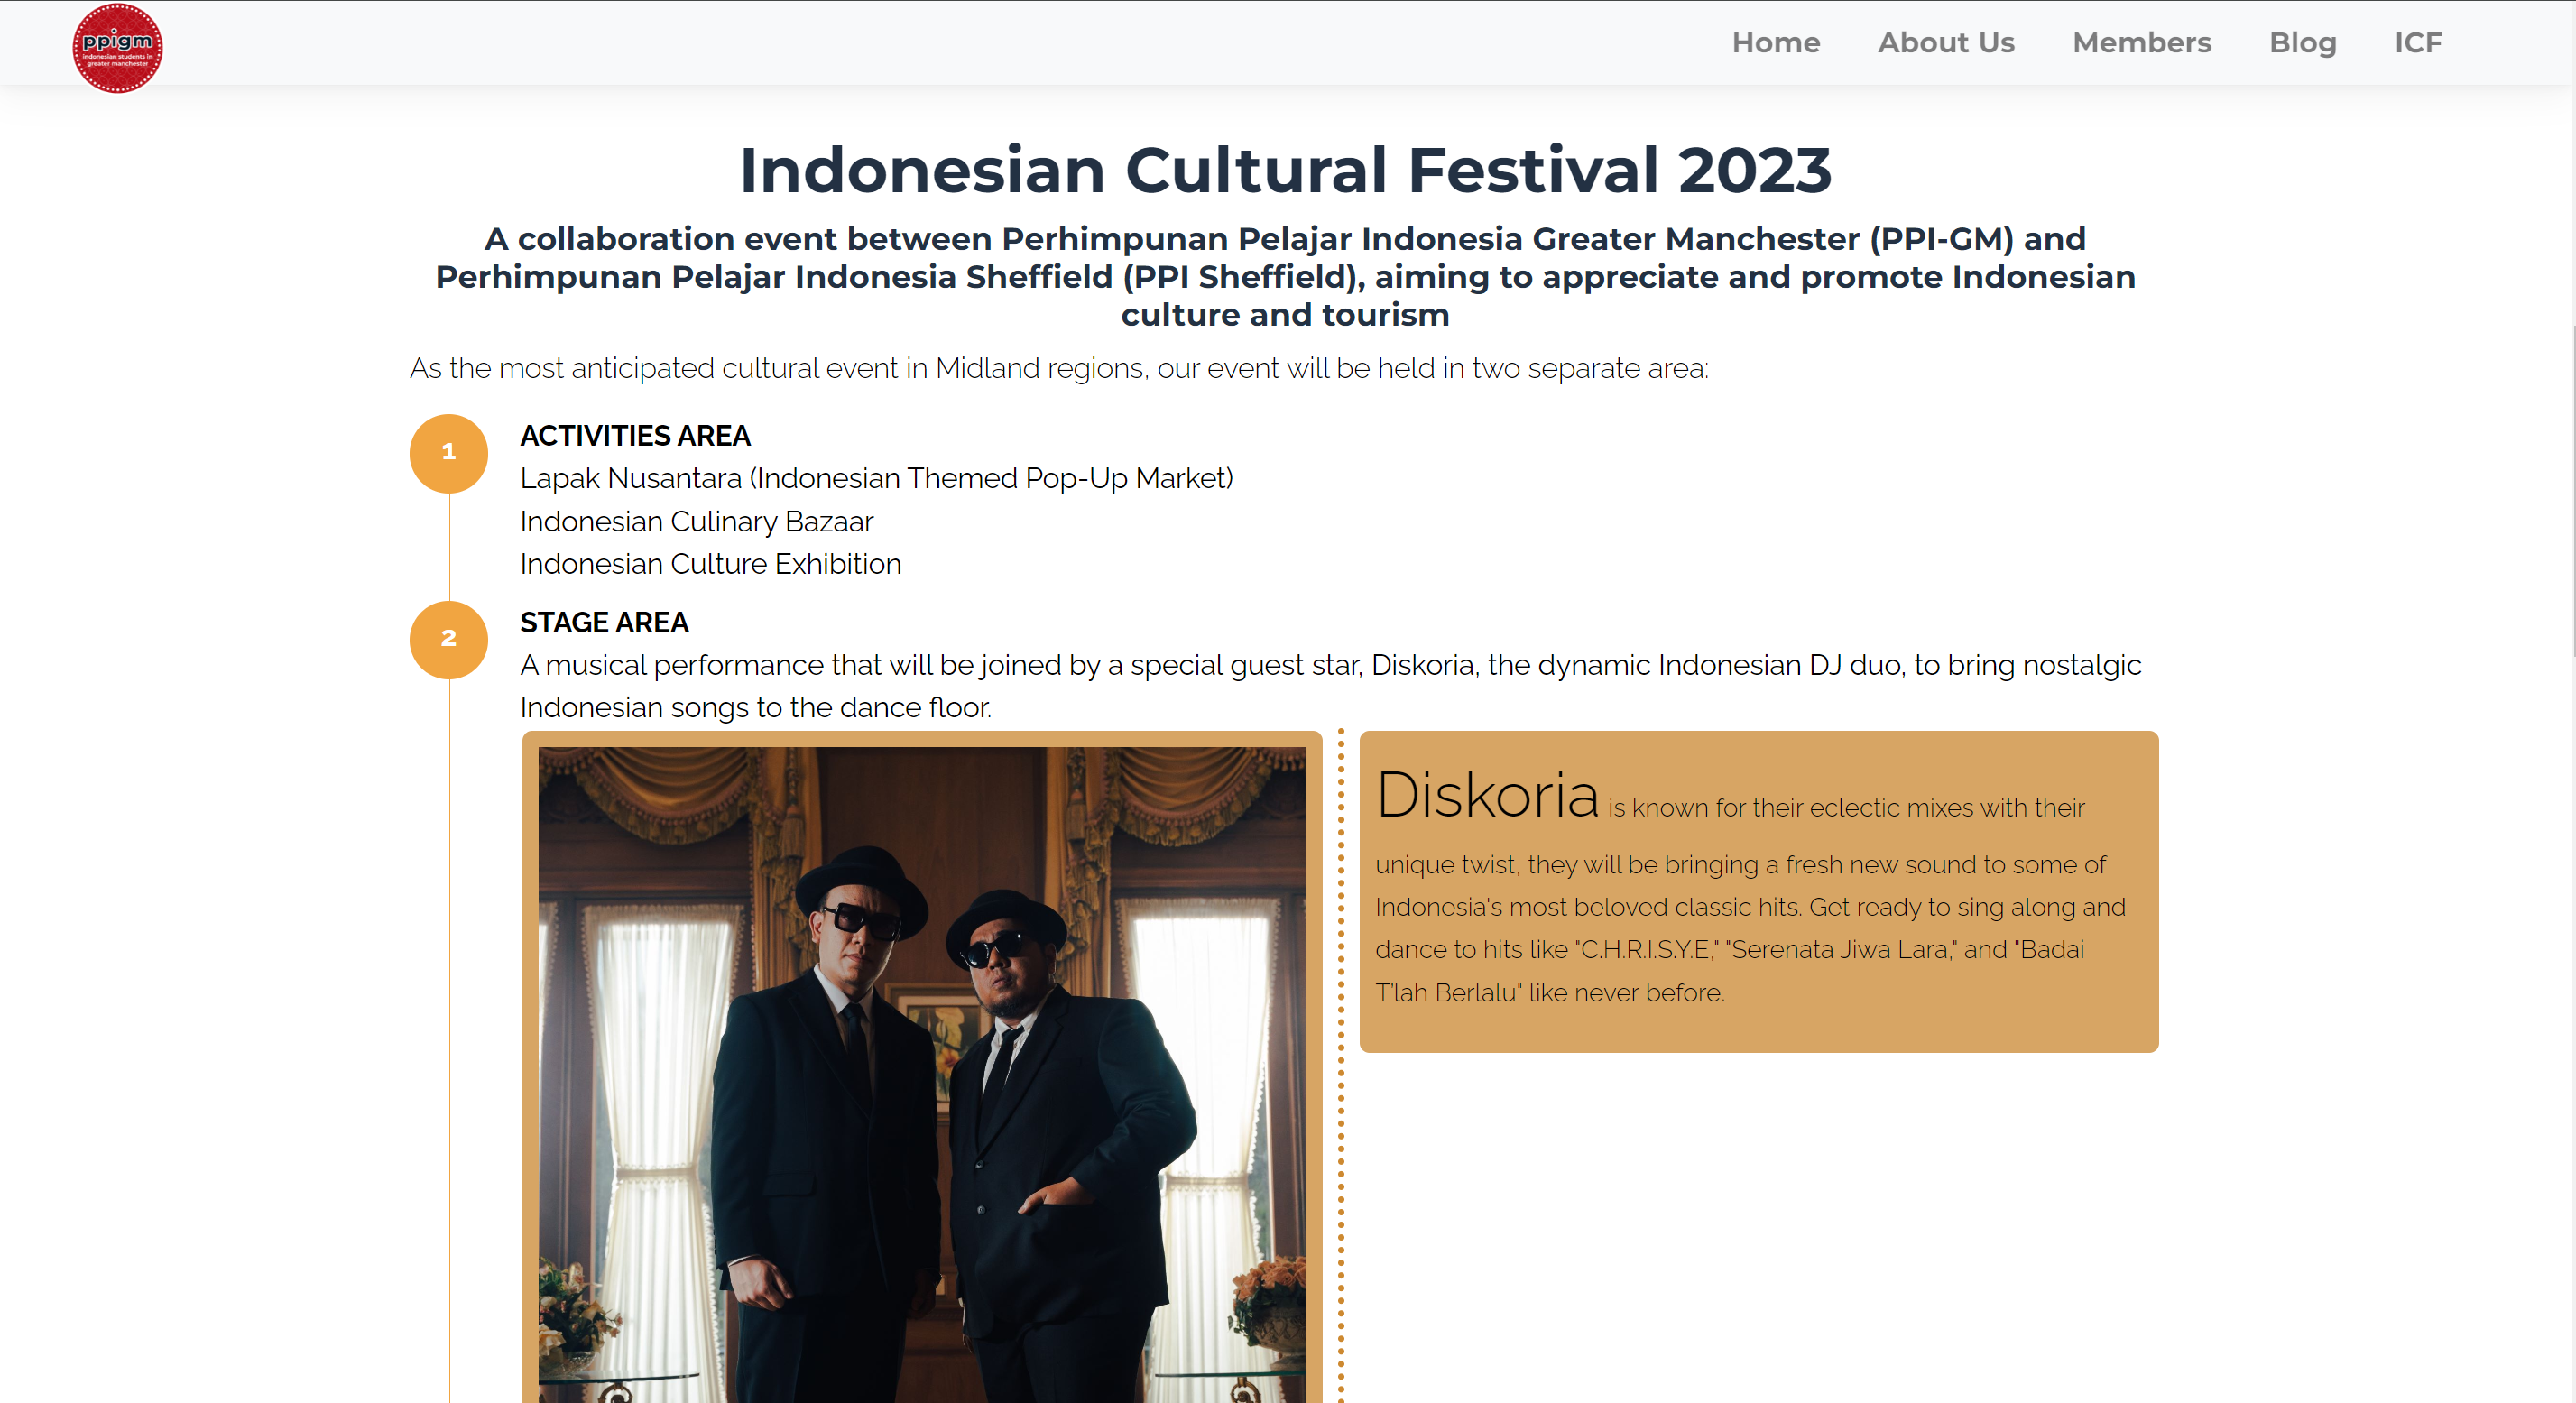 ppigm
indonesian students in
greater manchester
Home About Us Members Blog ICF
Indonesian Cultural Festival 2023
A collaboration event between Perhimpunan Pelajar Indonesia Greater Manchester (PPI-GM) and
Perhimpunan Pelajar Indonesia Sheffield (PPI Sheffield), aiming to appreciate and promote Indonesian
culture and tourism
As the most anticipated cultural event in Midland regions, our event will be held in two separate area:
1
ACTIVITIES AREA
Lapak Nusantara (Indonesian Themed Pop-Up Market)
Indonesian Culinary Bazaar
Indonesian Culture Exhibition
2
STAGE AREA
A musical performance that will be joined by a special guest star, Diskoria, the dynamic Indonesian DJ duo, to bring nostalgic
Indonesian songs to the dance floor.
Diskoria is known for their eclectic mixes with their
unique twist, they will be bringing a fresh new sound to some of
Indonesia's most beloved classic hits. Get ready to sing along and
dance to hits like "C.H.R.I.S.Y.E," "Serenata Jiwa Lara," and "Badai
T'lah Berlalu" like never before.